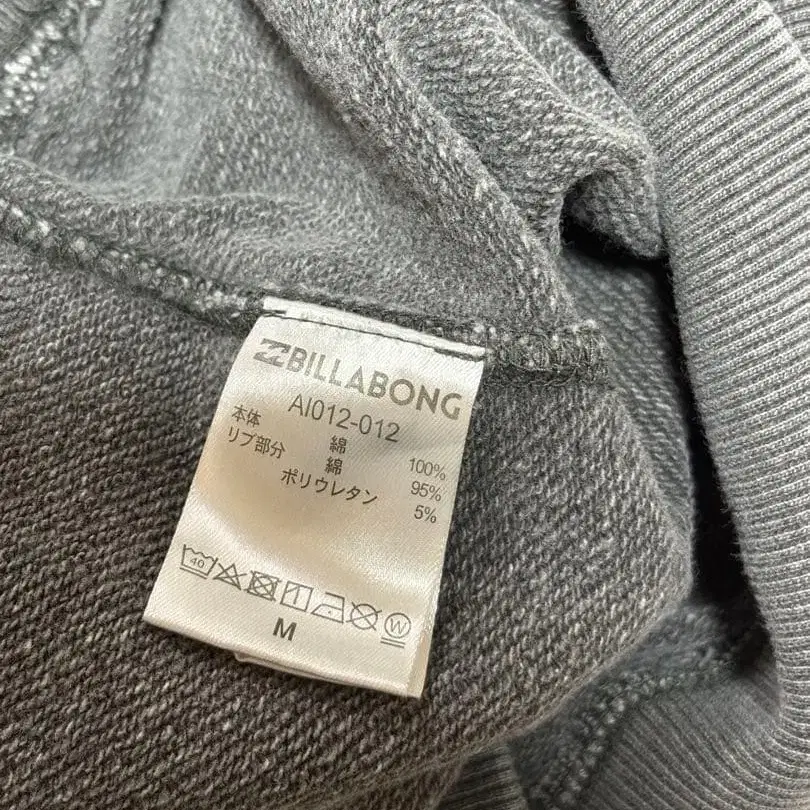 BILLABONG
AI012-012
本体 綿 100%
リブ部分 綿 95%
ポリウレタン 5%
40 W
M